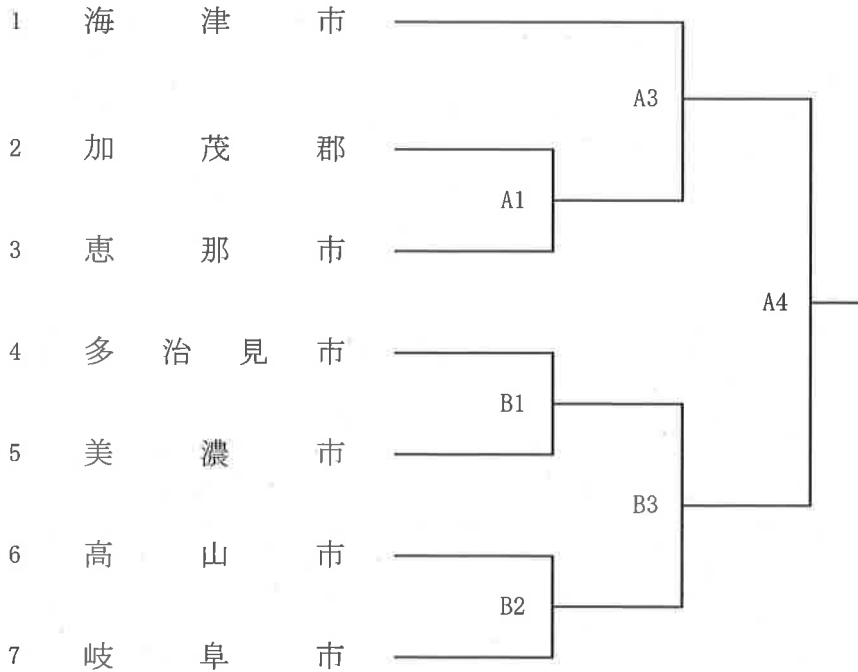 1 海津市
A3
2 加茂郡
A1
3 恵那市
A4
4 多治見市
B1
5 美濃市
B3
6 高山市
B2
7 岐阜市